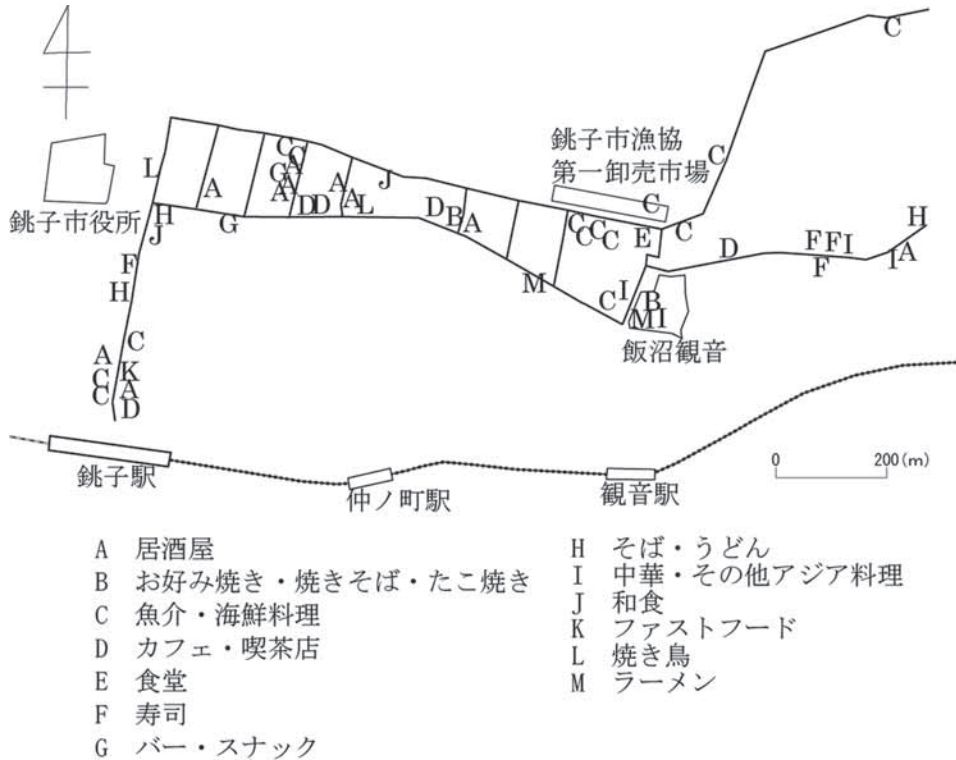 C
銚子市漁協
第一卸売市場
C
C
C
A
G
A
A
L
A
A
A
L
J
D D
D
B
A
C
銚子市役所
H
J
G
C
C
C
C
E
C
H
D
F F I
F
I
A
F
H
M
C
I
B
M I
飯沼観音
C
A
K
C
A
C
D
銚子駅
仲ノ町駅
観音駅
0 200(m)
A 居酒屋
B お好み焼き・焼きそば・たこ焼き
C 魚介・海鮮料理
D カフェ・喫茶店
E 食堂
F 寿司
G バー・スナック
H そば・うどん
I 中華・その他アジア料理
J 和食
K ファストフード
L 焼き鳥
M ラーメン